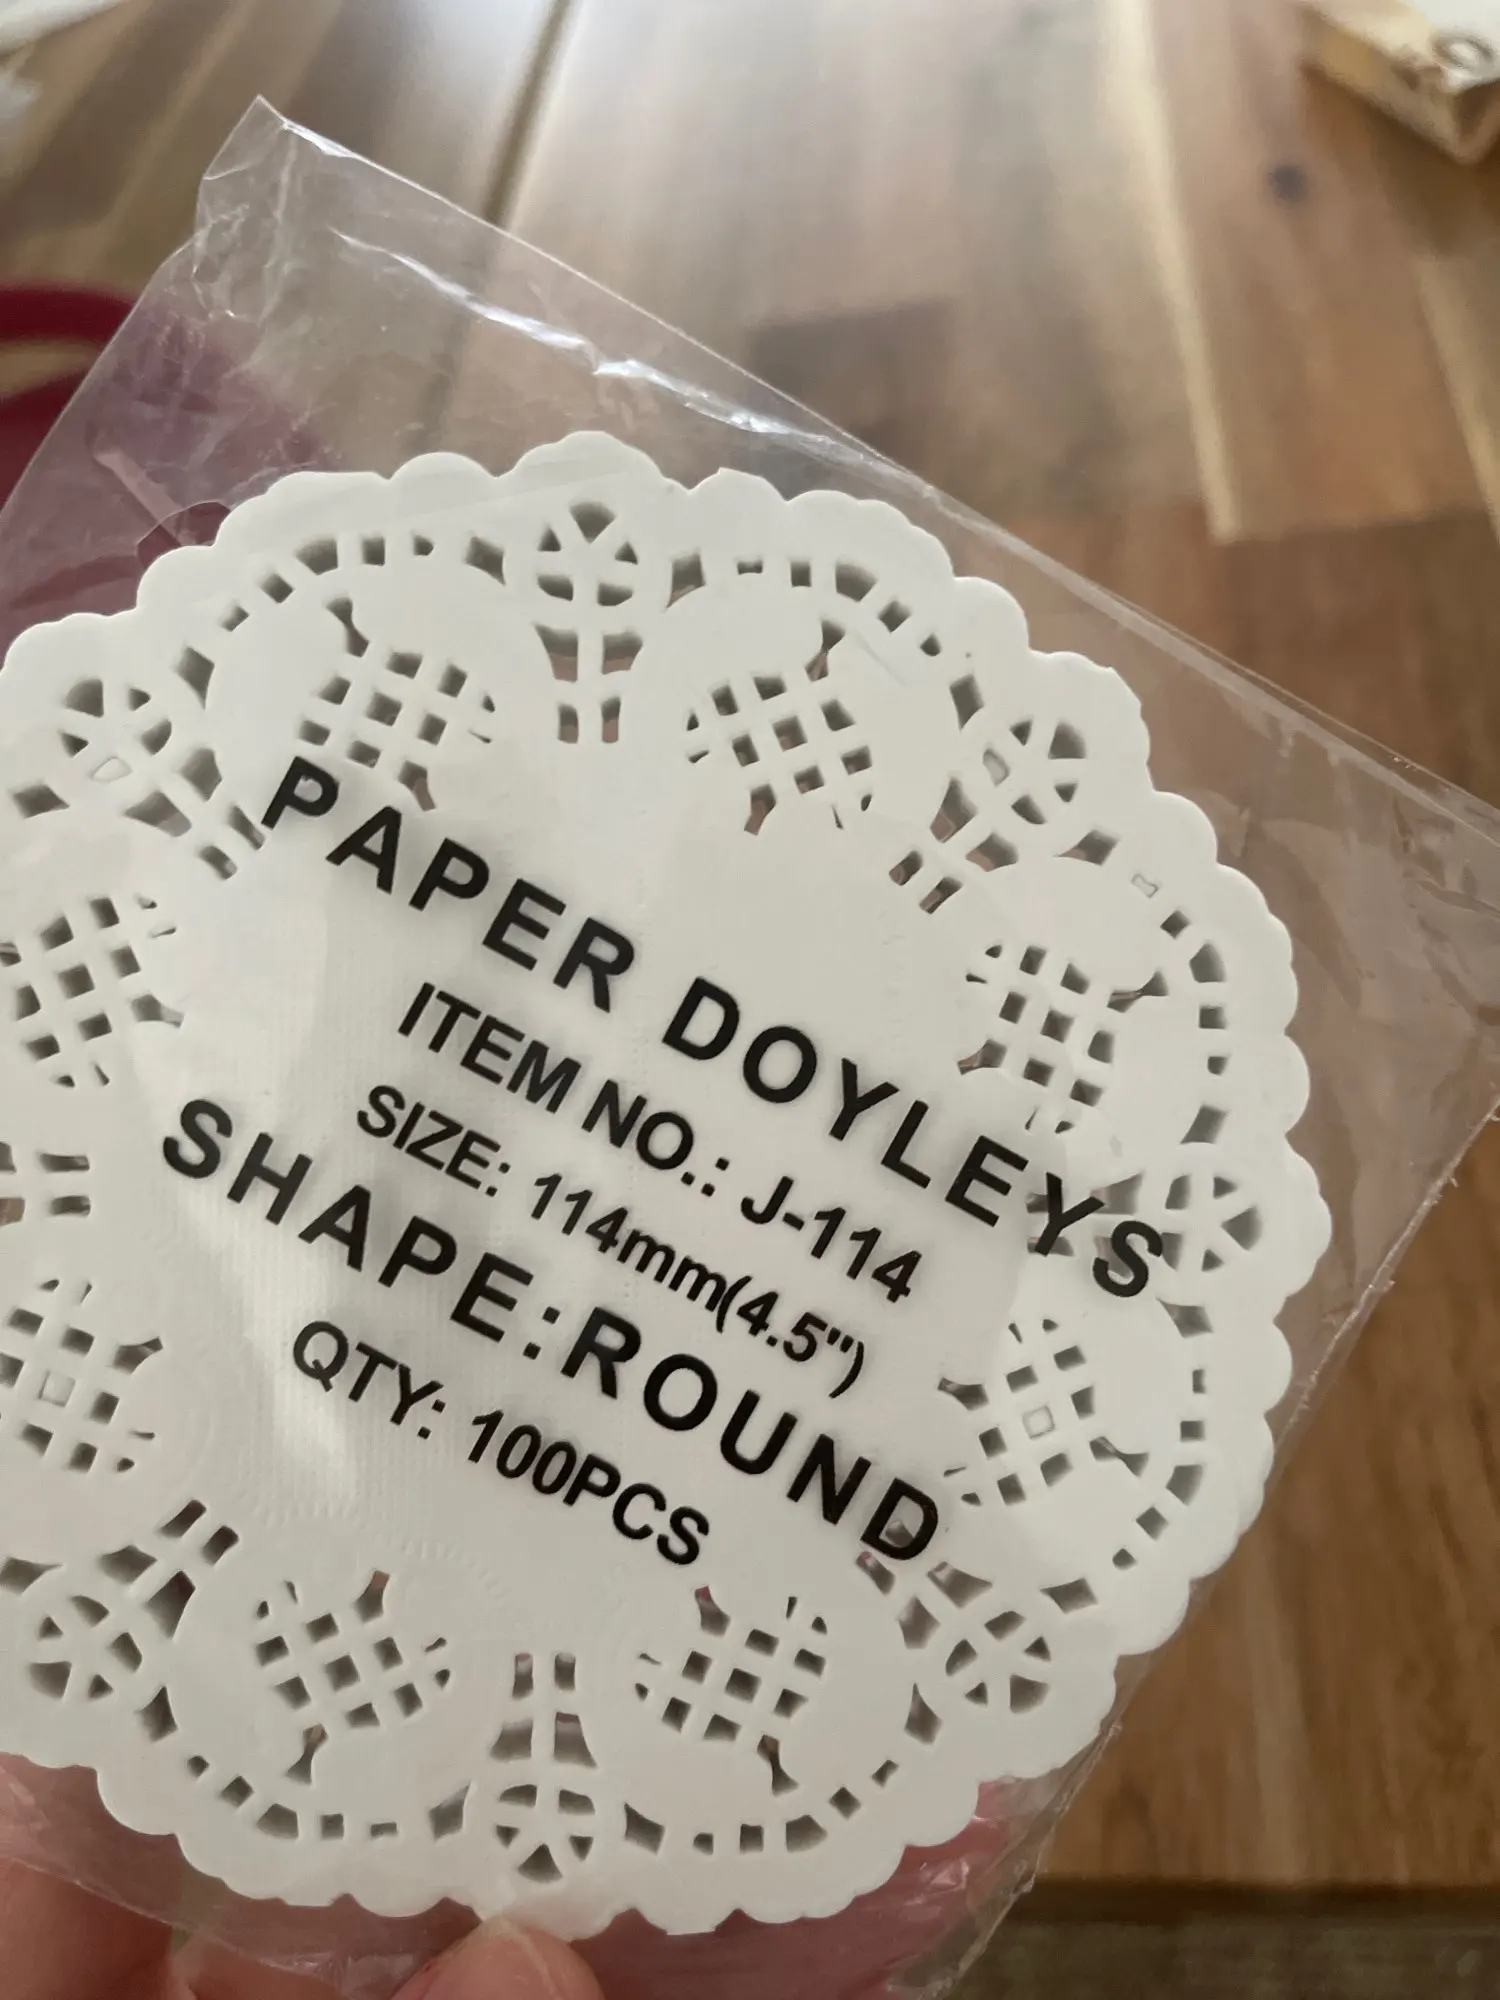 PAPER DOYLEYS
ITEM NO.: J-114
SIZE: 114mm(4.5")
SHAPE:ROUND
QTY: 100PCS